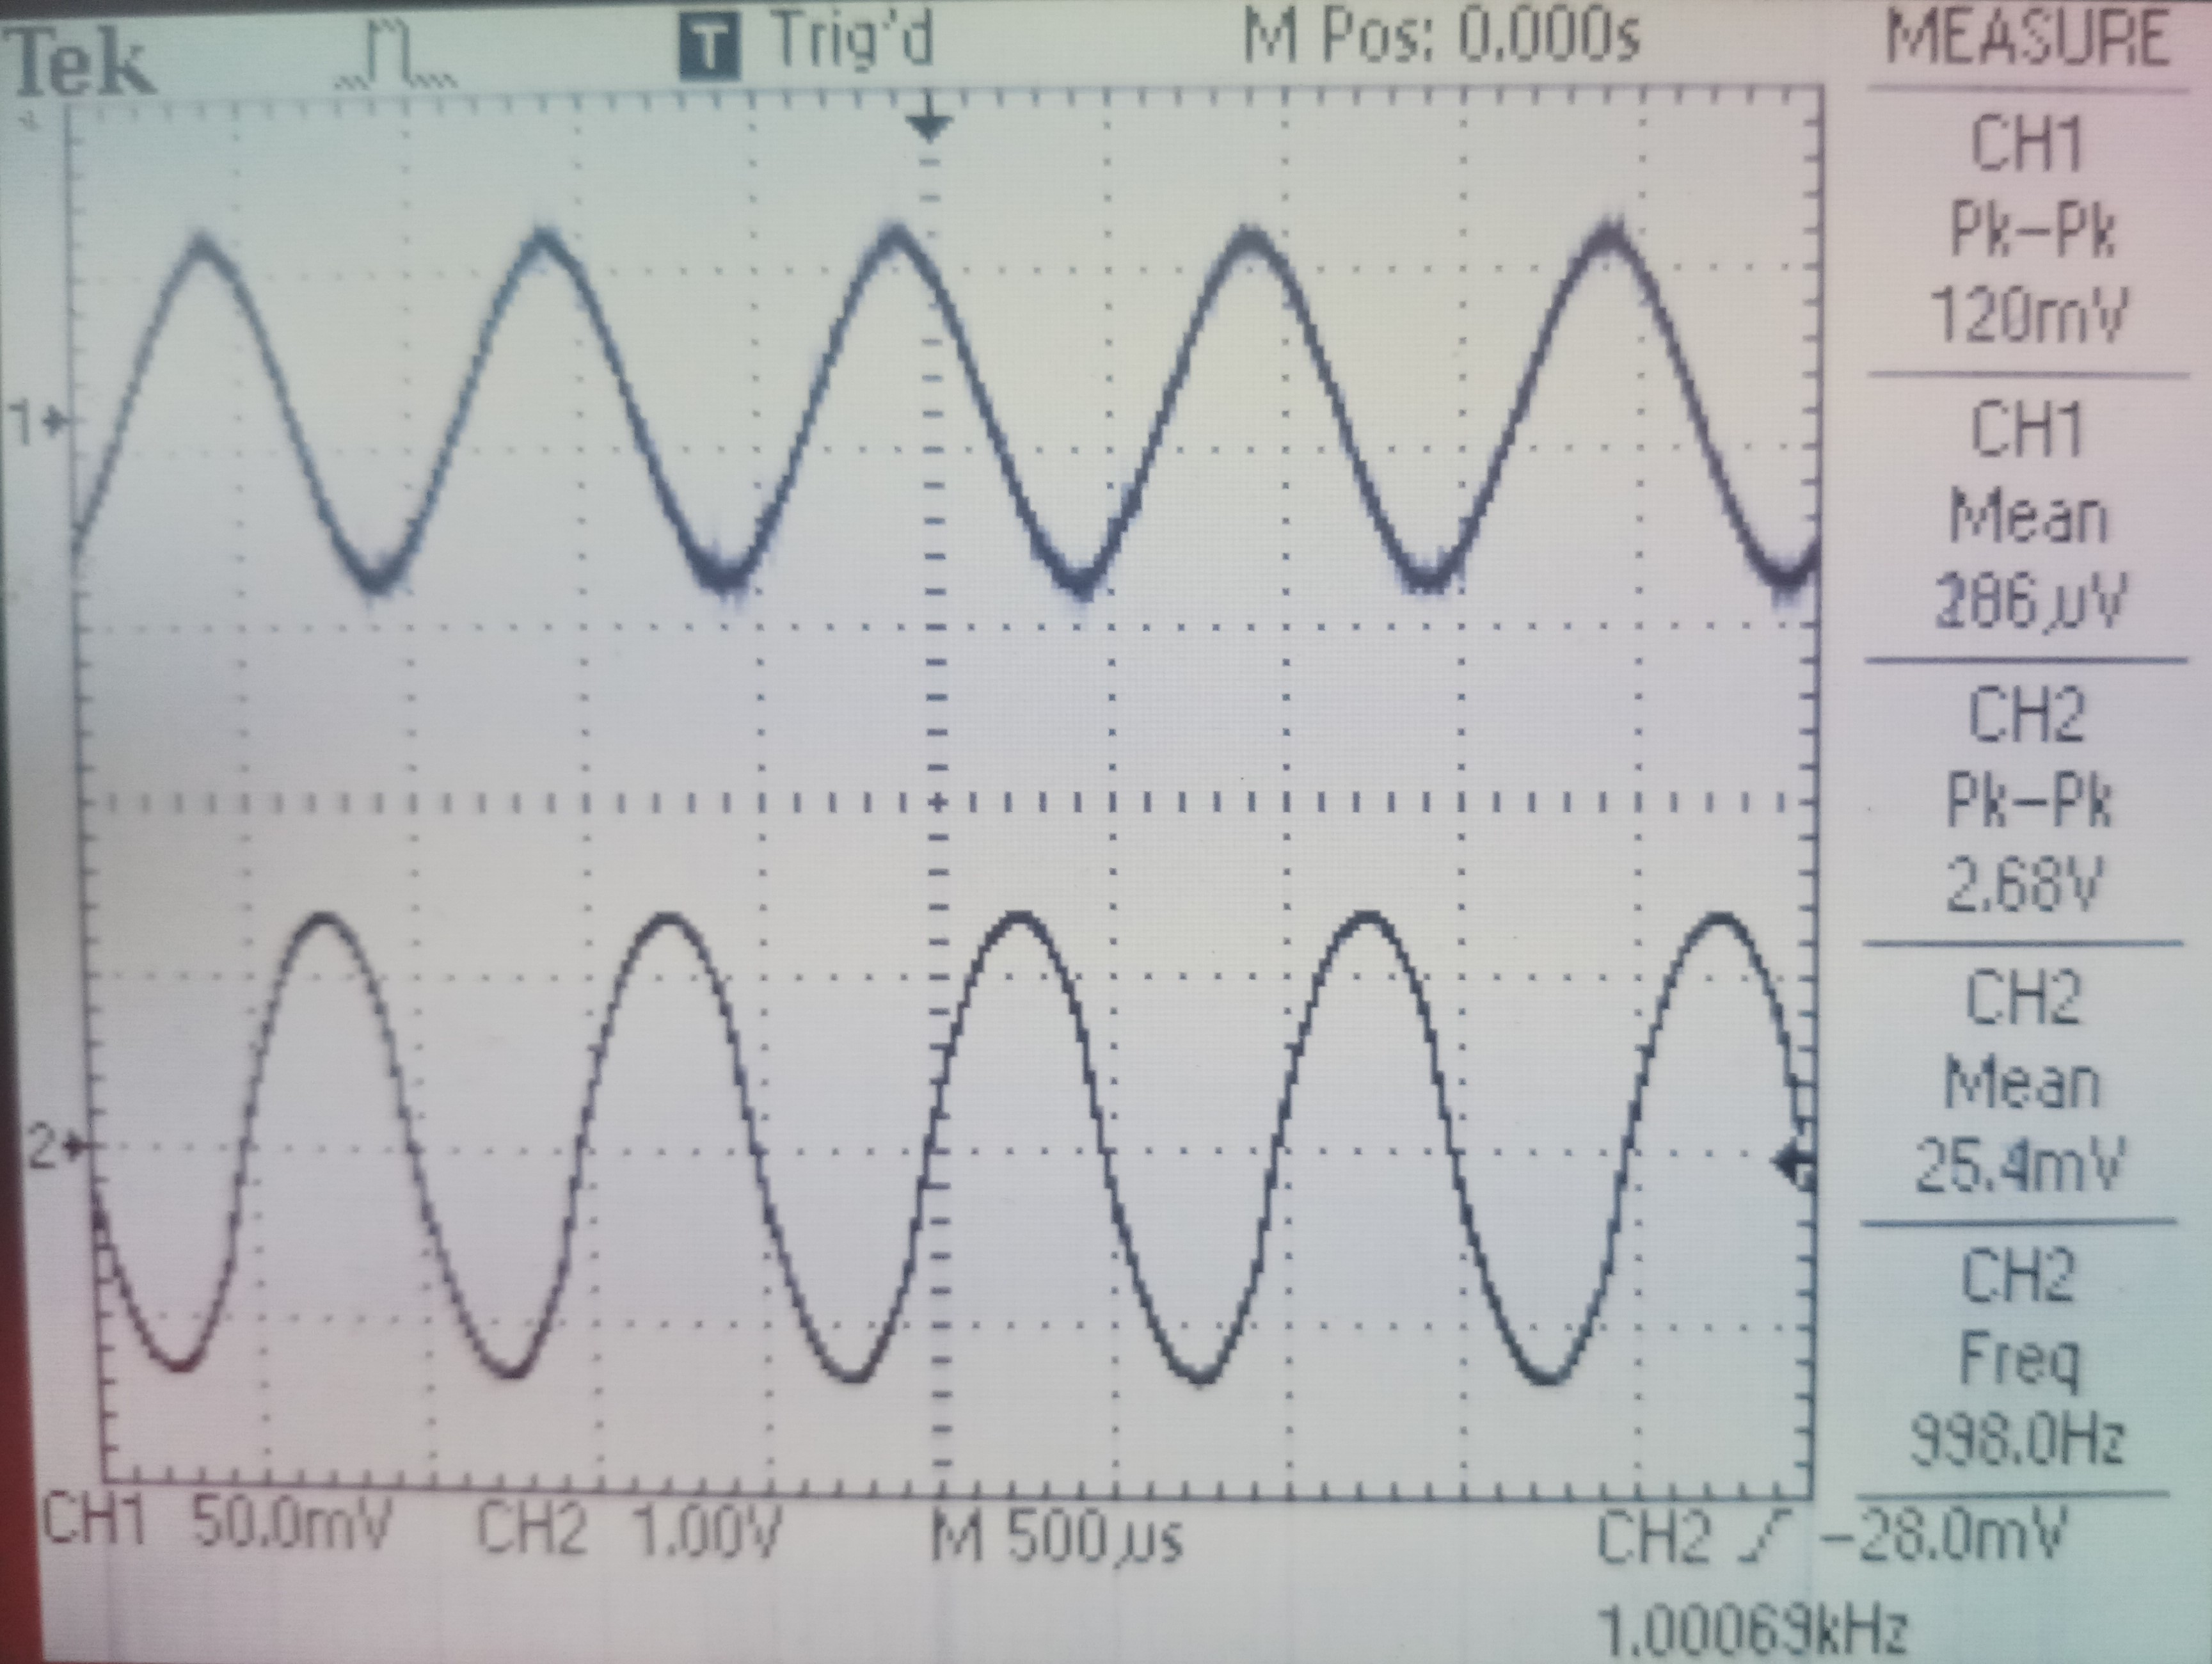 Tek T Trig'd M Pos: 0.000s MEASURE
CH1
Pk-Pk
120mV
1
CH1
Mean
286µV
CH2
Pk-Pk
2.68V
CH2
Mean
2
25.4mV
CH2
Freq
998.0Hz
CH1 50.0mV CH2 1.00V M 500µs CH2 -28.0mV
1.00069kHz